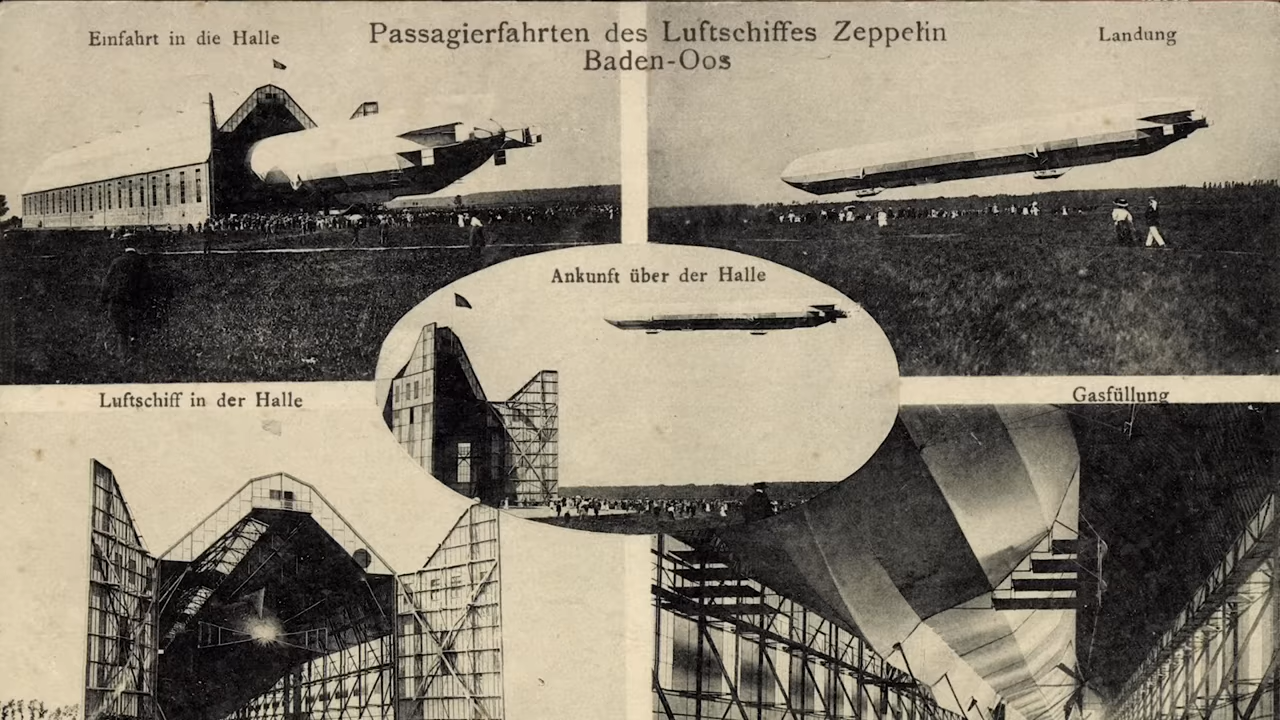 Passagierfahrten des Luftschiffes Zeppelin
Baden-Oos
Einfahrt in die Halle
Landung
Ankunft über der Halle
Luftschiff in der Halle
Gasfüllung